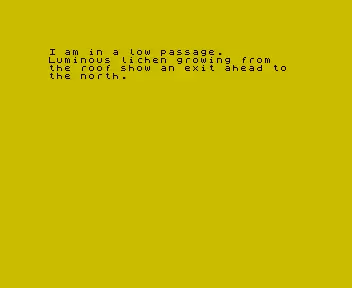 I am in a low passage.
Luminous lichen growing from
the roof show an exit ahead to
the north.